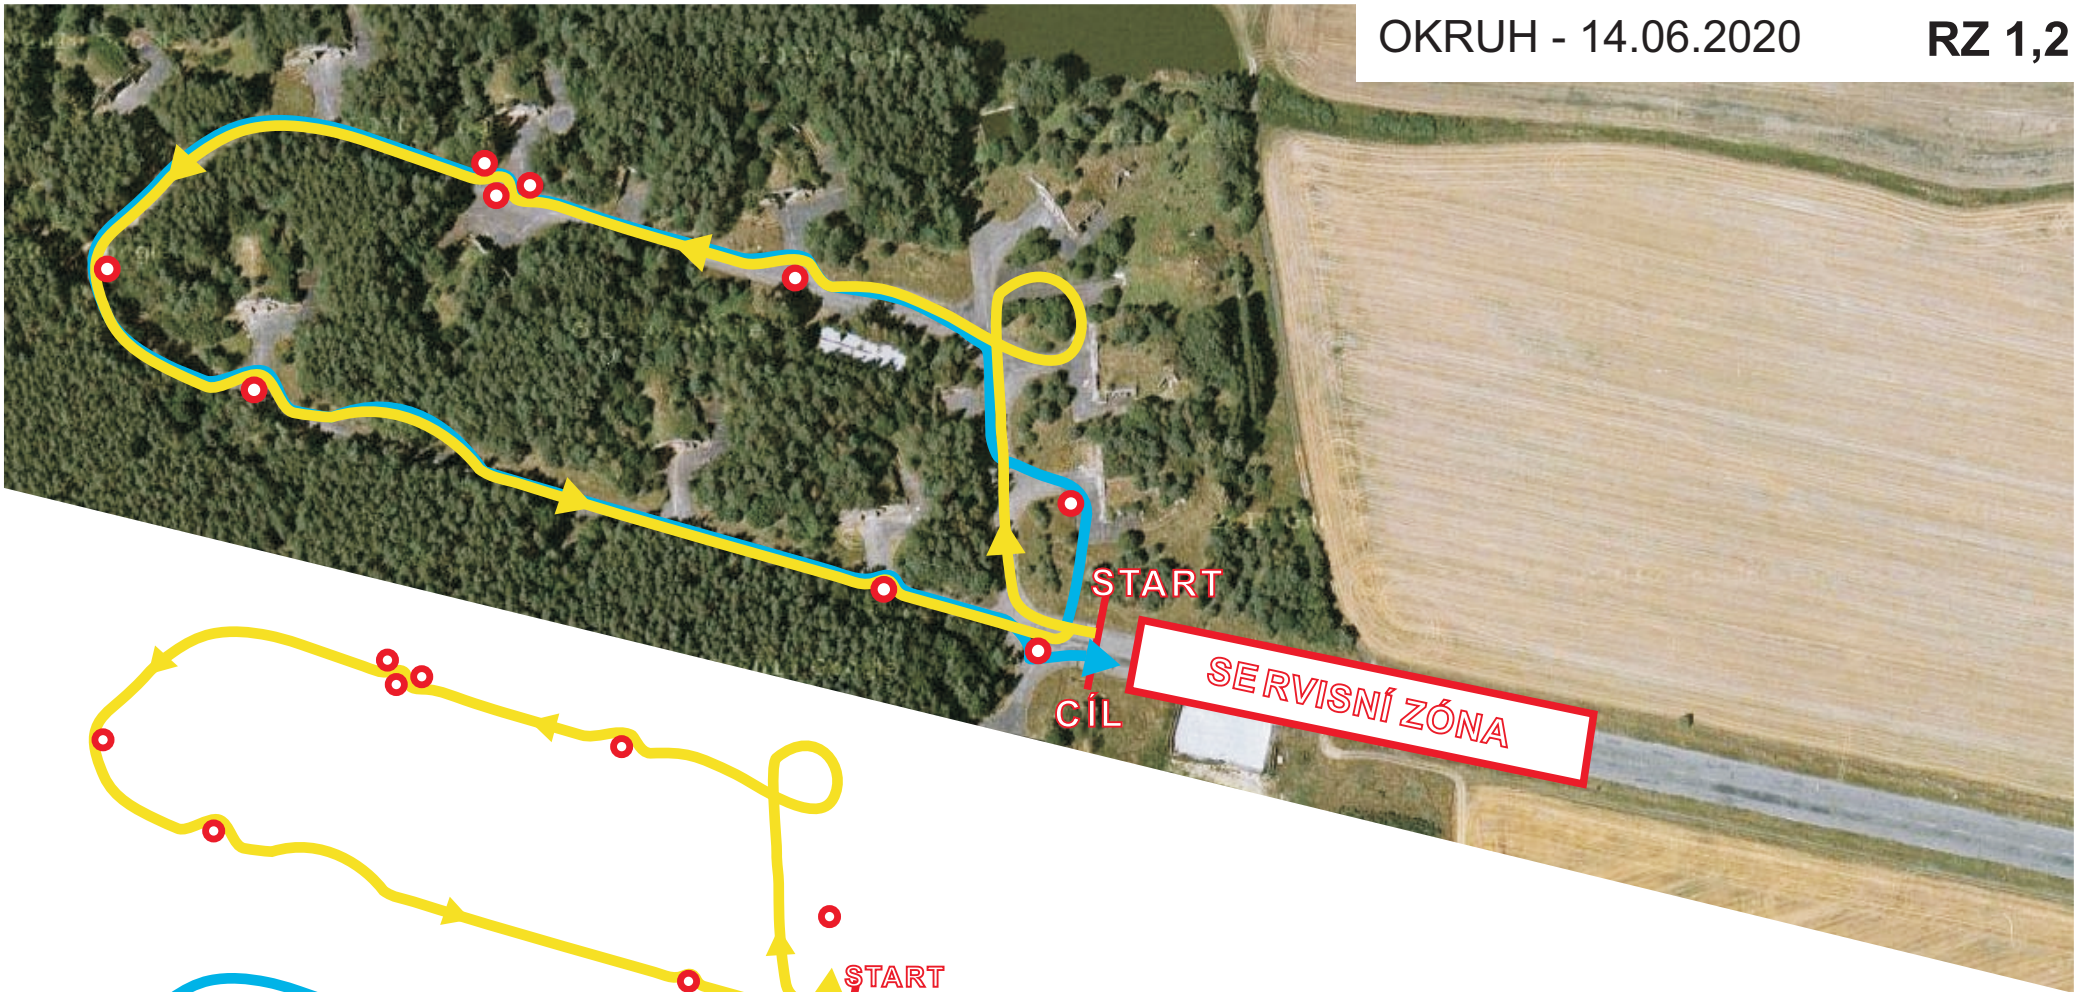 OKRUH - 14.06.2020 RZ 1,2
START
SERVISNÍ ZÓNA
CÍL
START